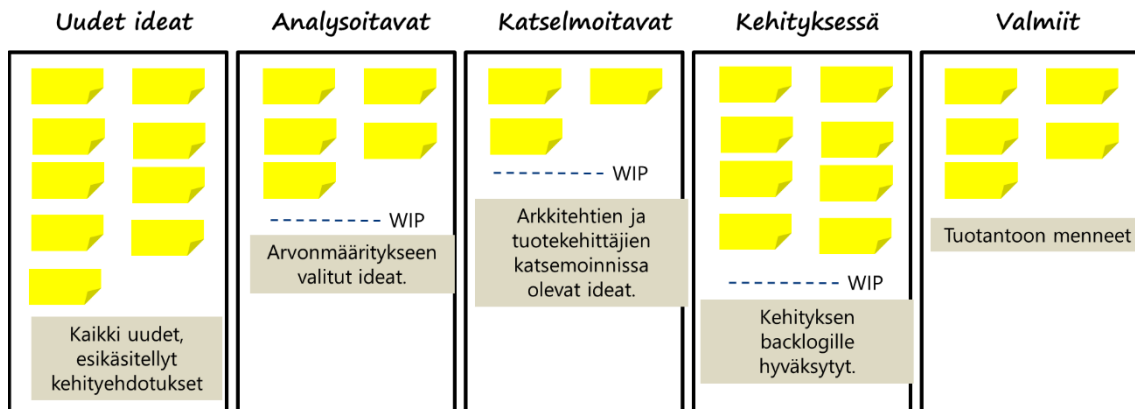 Uudet ideat
Analysoitavat
Katselmoitavat
Kehityksessä
Valmiit
Kaikki uudet,
esikäsitellyt
kehityehdotukset
WIP
Arvonmääritykseen
valitut ideat.
WIP
Arkkitehtien ja
tuotekehittäjien
katsemoinnissa
olevat ideat.
WIP
Kehityksen
backlogille
hyväksytyt.
Tuotantoon menneet